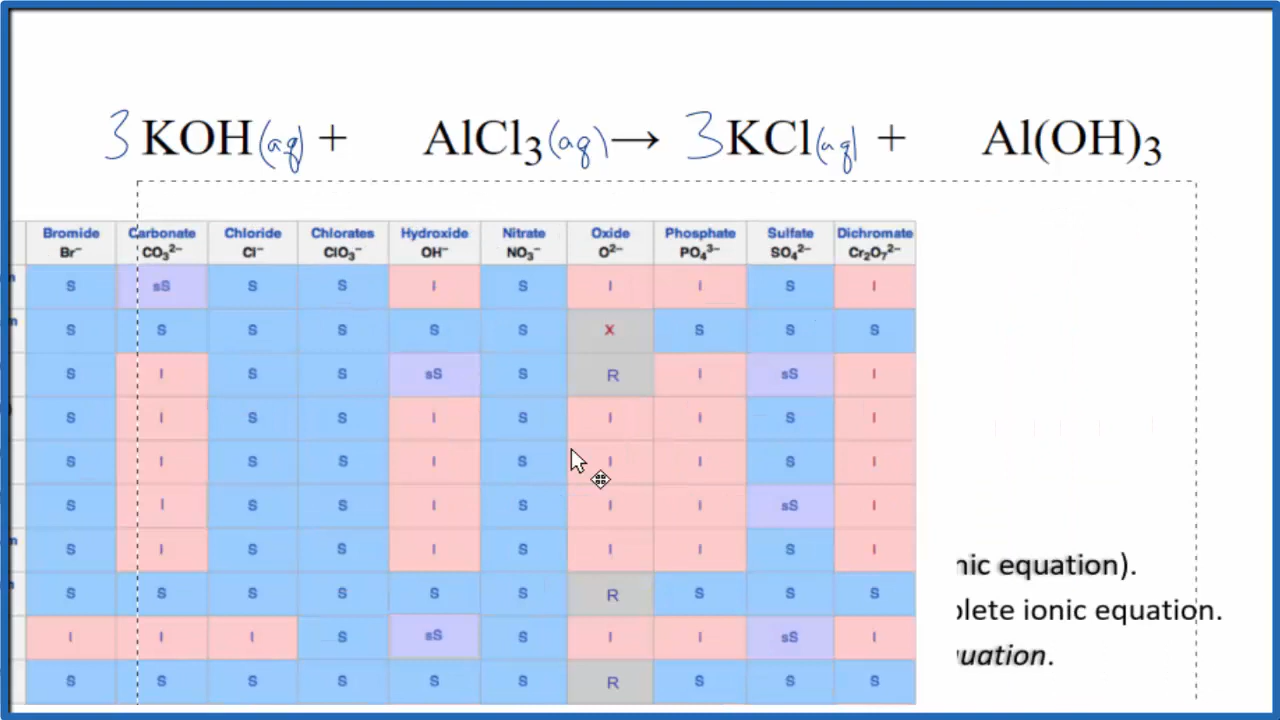 3 KOH(aq) + AlCl₃(aq) → 3 KCl(aq) + Al(OH)₃
Bromide Carbonate Chloride Chlorates Hydroxide Nitrate Oxide Phosphate Sulfate Dichromate
Br⁻ CO₃²⁻ Cl⁻ ClO₃⁻ OH⁻ NO₃⁻ O²⁻ PO₄³⁻ SO₄²⁻ Cr₂O₇²⁻
S sS S S I S I I S I
S S S S S S X S S S
S I S S sS S R I sS I
S I S S I S I I S I
S I S S I S I I S I
S I S S I S I I sS I
S I S S I S I I S I
nic equation).
S S S S S S R S S S
plete ionic equation.
I I I S sS S I I sS I
uation.
S S S S S S R S S S